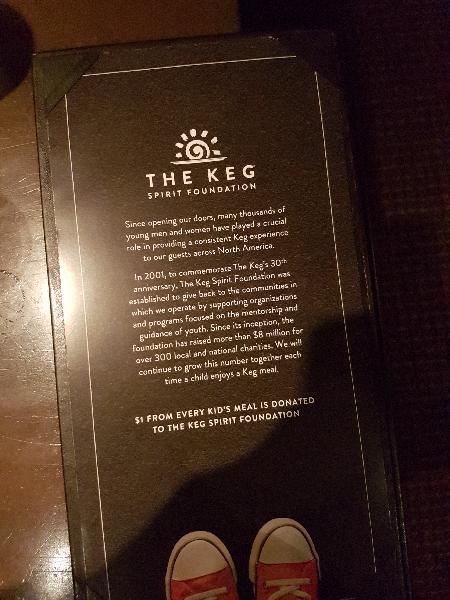 THE KEG
SPIRIT FOUNDATION
Since opening our doors, many thousands of
young men and women have played a crucial
role in providing a consistent Keg experience
to our guests across North America.
In 2001, to commemorate The Keg's 30th
anniversary, The Keg Spirit Foundation was
established to give back to the communities in
which we operate by supporting organizations
and programs focused on the mentorship and
guidance of youth. Since its inception, the
foundation has raised more than $8 million for
over 300 local and national charities. We will
continue to grow this number together each
time a child enjoys a Keg meal.
$1 FROM EVERY KID'S MEAL IS DONATED
TO THE KEG SPIRIT FOUNDATION